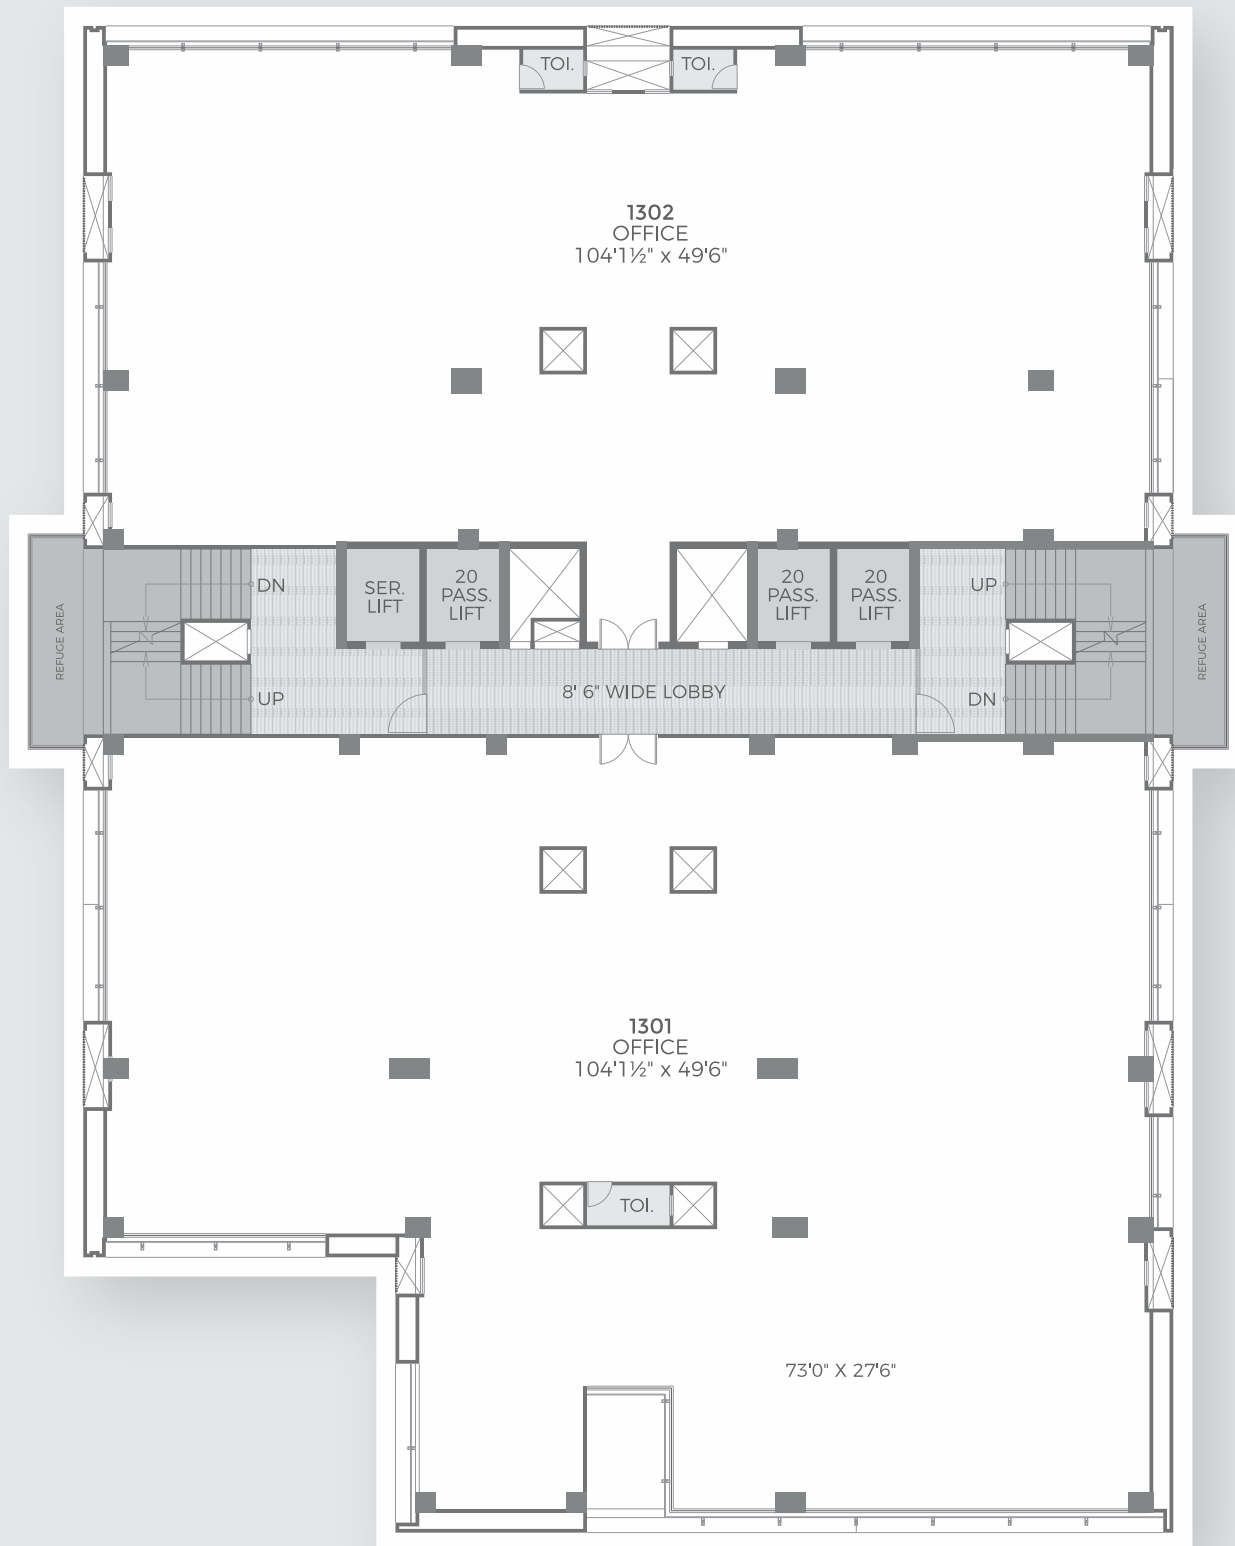 TOI.
TOI.
1302
OFFICE
104'1½" x 49'6"
REFUGE AREA
DN
UP
SER.
LIFT
20
PASS.
LIFT
20
PASS.
LIFT
20
PASS.
LIFT
UP
DN
REFUGE AREA
8' 6" WIDE LOBBY
1301
OFFICE
104'1½" x 49'6"
TOI.
73'0" X 27'6"